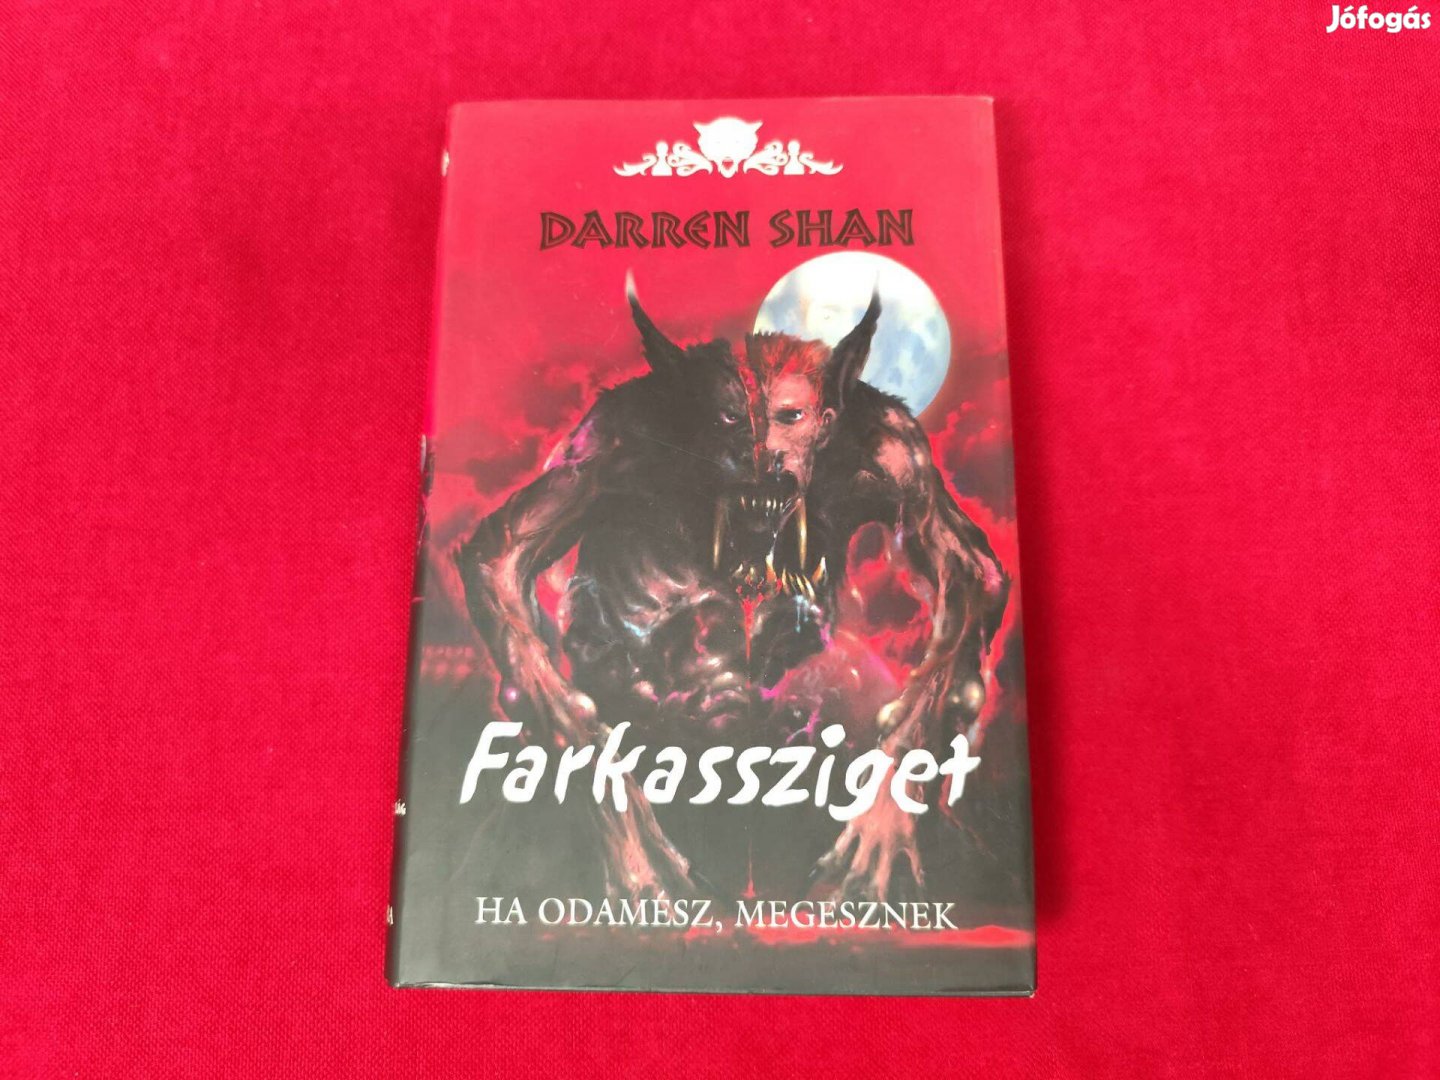 Jófogás
DARREN SHAN
Farkassziget
HA ODAMÉSZ, MEGESZNEK